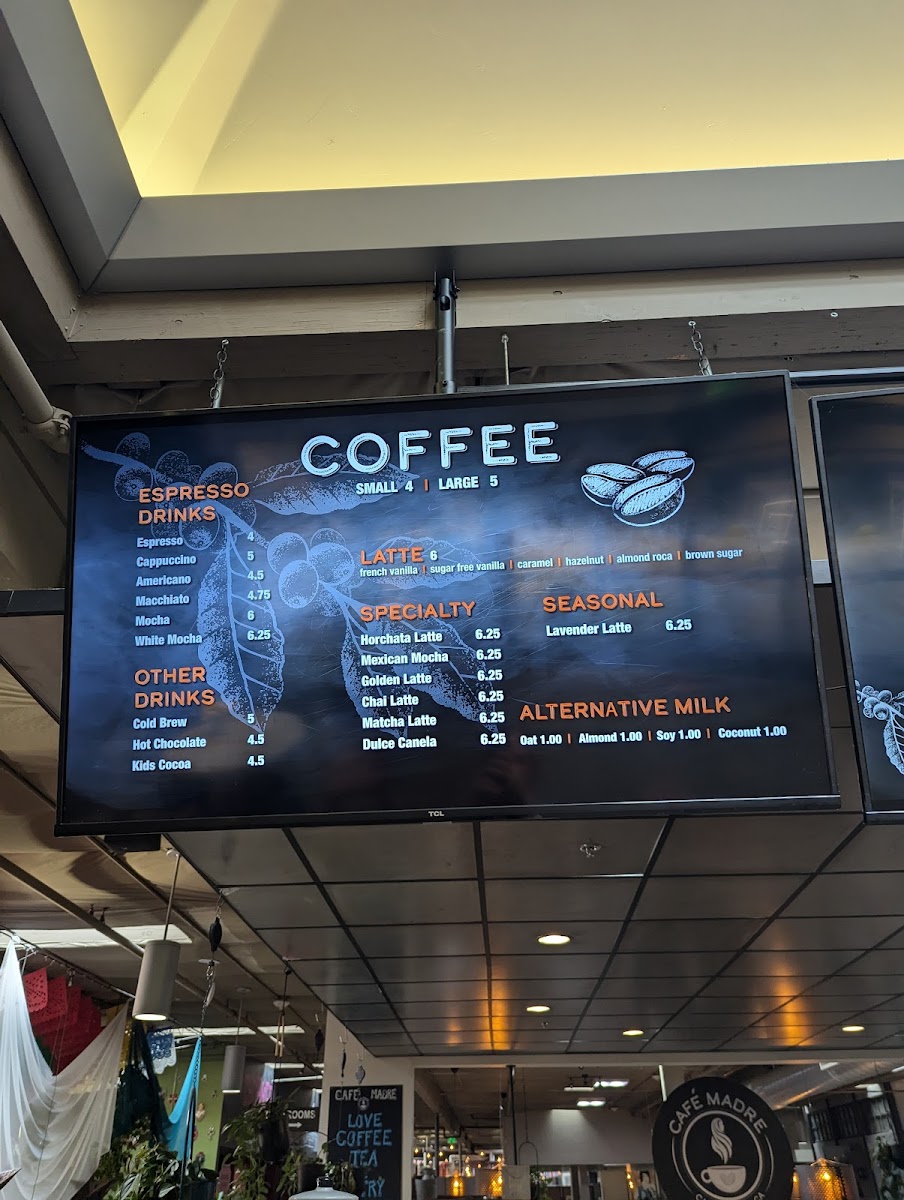 COFFEE
SMALL 4 | LARGE 5
ESPRESSO
DRINKS
Espresso 4
Cappuccino 5
Americano 4.5
Macchiato 4.75
Mocha 6
White Mocha 6.25
OTHER
DRINKS
Cold Brew 5
Hot Chocolate 4.5
Kids Cocoa 4.5
LATTE 6
french vanilla | sugar free vanilla | caramel | hazelnut | almond roca | brown sugar
SPECIALTY
Horchata Latte 6.25
Mexican Mocha 6.25
Golden Latte 6.25
Chai Latte 6.25
Matcha Latte 6.25
Dulce Canela 6.25
SEASONAL
Lavender Latte 6.25
ALTERNATIVE MILK
Oat 1.00 | Almond 1.00 | Soy 1.00 | Coconut 1.00
TCL
CAFÉ MADRE
LOVE
COFFEE
TEA
CAFÉ MADRE